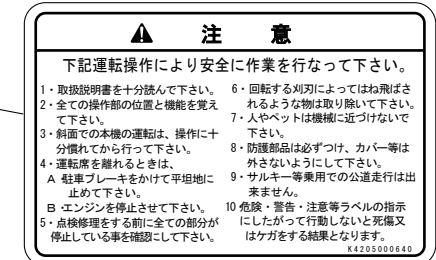 注 意
下記運転操作により安全に作業を行なって下さい。
1・取扱説明書を十分読んで下さい。
2・全ての操作部の位置と機能を覚え
て下さい。
3・斜面での本機の運転は、操作に十
分慣れてから行って下さい。
4・運転席を離れるときは、
A 駐車ブレーキをかけて平坦地に
止めて下さい。
B エンジンを停止させて下さい。
5・点検修理をする前に全ての部分が
停止している事を確認にして下さい。
6・回転する刈刃によってはね飛ばさ
れるような物は取り除いて下さい。
7・人やペットは機械に近づけないで
下さい。
8・防護部品は必ずつけ、カバー等は
外さないようにして下さい。
9・サルキー等乗用での公道走行は出
来ません。
10 危険・警告・注意等ラベルの指示
にしたがって行動しないと死傷又
はケガをする結果となります。
K4205000640